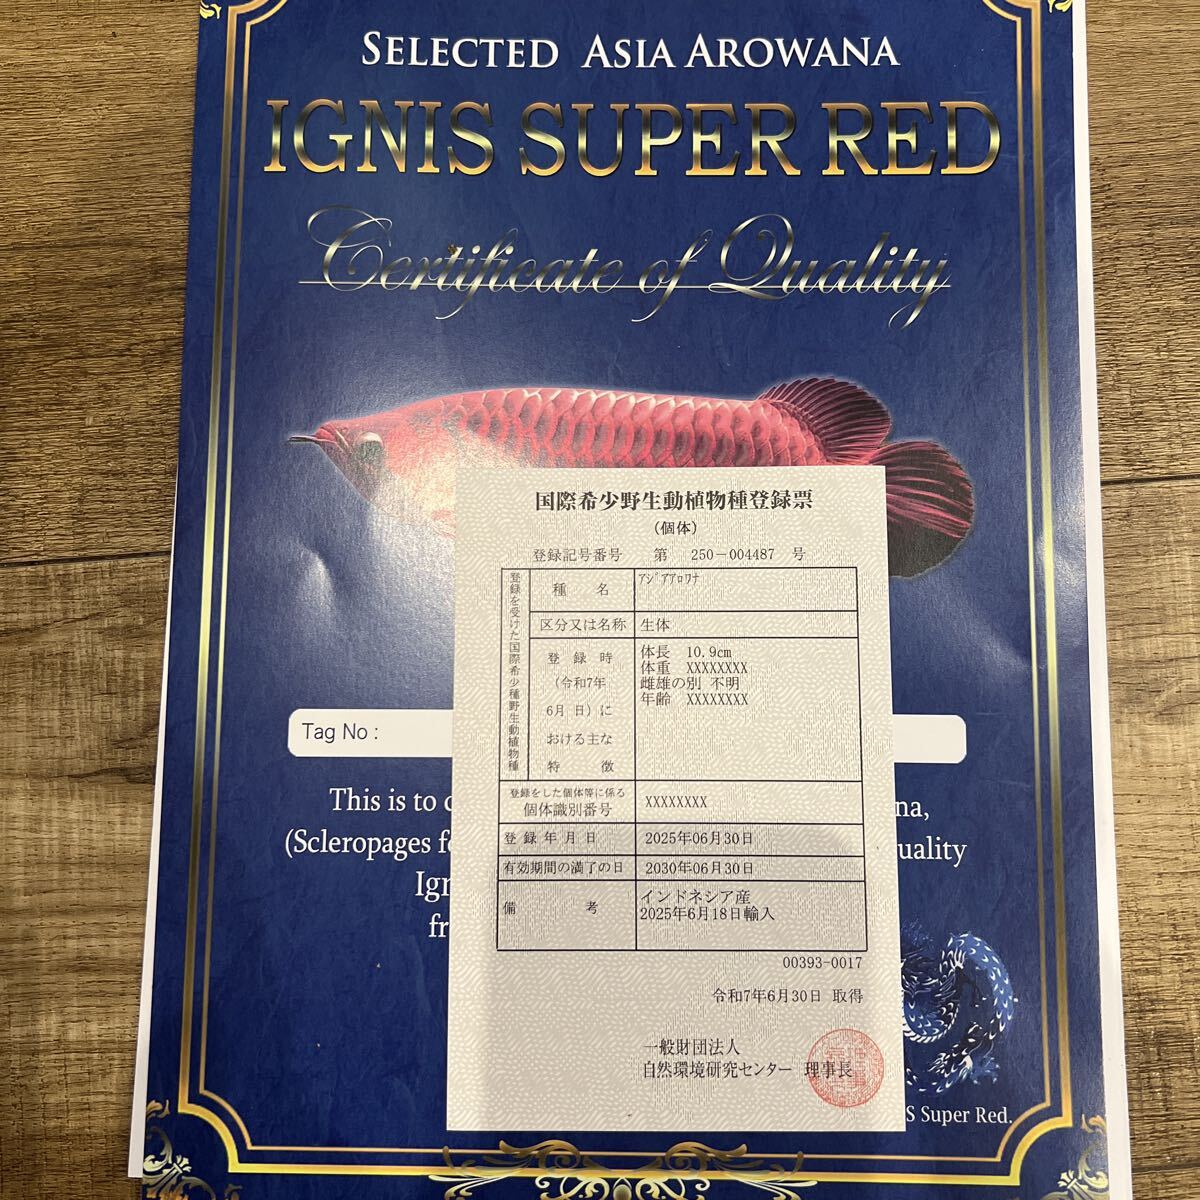 SELECTED ASIA AROWANA
IGNIS SUPER RED
Certificate of Quality
国際希少野生動植物種登録票
(個体)
登録記号番号 第 250-004487 号
登録を受けた国際希少種野生動植物種
種 名 アジアアロワナ
区分又は名称 生体
登 録 時
(令和7年
6月 日)に
おける主な
特 徴
体長 10.9cm
体重 XXXXXXXX
雌雄の別 不明
年齢 XXXXXXXX
登録をした個体等に係る
個体識別番号 XXXXXXXX
登 録 年 月 日 2025年06月30日
有効期間の満了の日 2030年06月30日
備 考
インドネシア産
2025年6月18日輸入
00393-0017
令和7年6月30日 取得
一般財団法人
自然環境研究センター 理事長
Tag No :
This is to
na,
(Scleropages
uality
S Super Red.